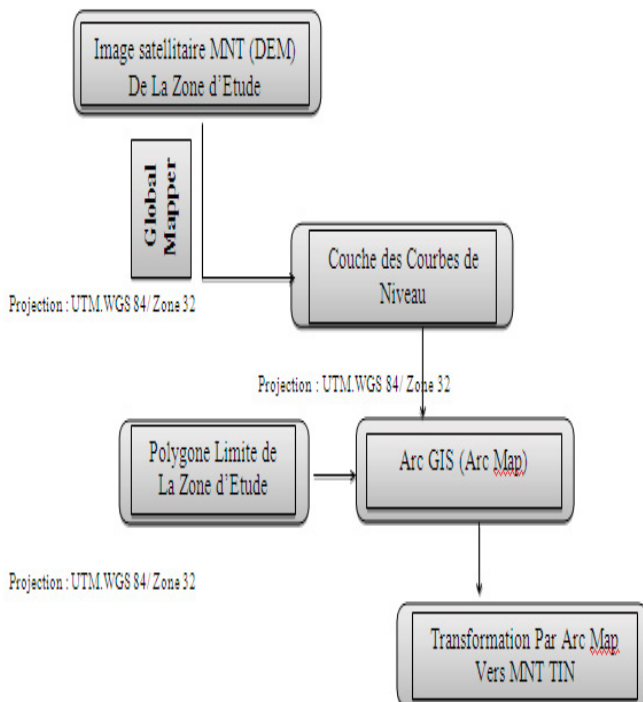 Image satellitaire MNT (DEM)
De La Zone d’Etude
Global
Mapper
Couche des Courbes de
Niveau
Projection : UTM.WGS 84/ Zone 32
Projection : UTM.WGS 84/ Zone 32
Polygone Limite de
La Zone d’Etude
Arc GIS (Arc Map)
Projection : UTM.WGS 84/ Zone 32
Transformation Par Arc Map
Vers MNT TIN